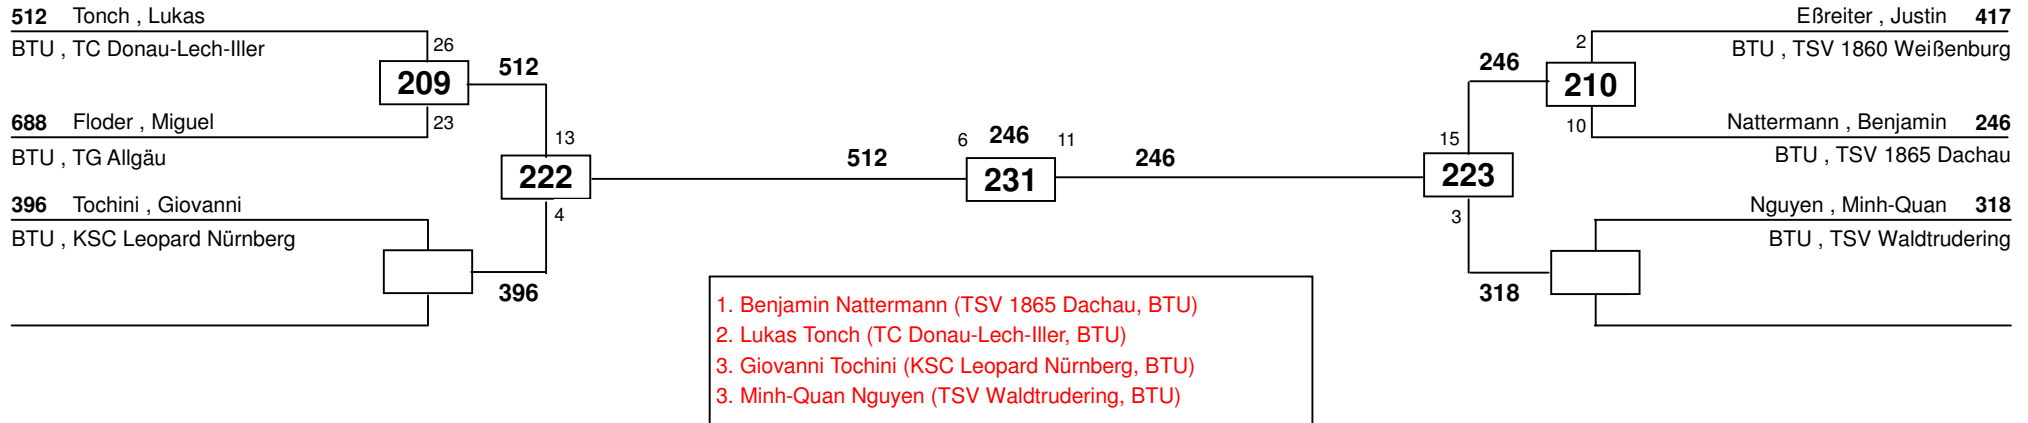 512 Tonch , Lukas
BTU , TC Donau-Lech-Iller
26
209
512
688 Floder , Miguel
23
BTU , TG Allgäu
13
222
4
396 Tochini , Giovanni
BTU , KSC Leopard Nürnberg
396
512
6 246 11
231
246
Eßreiter , Justin 417
2
BTU , TSV 1860 Weißenburg
246
210
Nattermann , Benjamin 246
10
BTU , TSV 1865 Dachau
15
223
3
Nguyen , Minh-Quan 318
BTU , TSV Waldtrudering
318
1. Benjamin Nattermann (TSV 1865 Dachau, BTU)
2. Lukas Tonch (TC Donau-Lech-Iller, BTU)
3. Giovanni Tochini (KSC Leopard Nürnberg, BTU)
3. Minh-Quan Nguyen (TSV Waldtrudering, BTU)